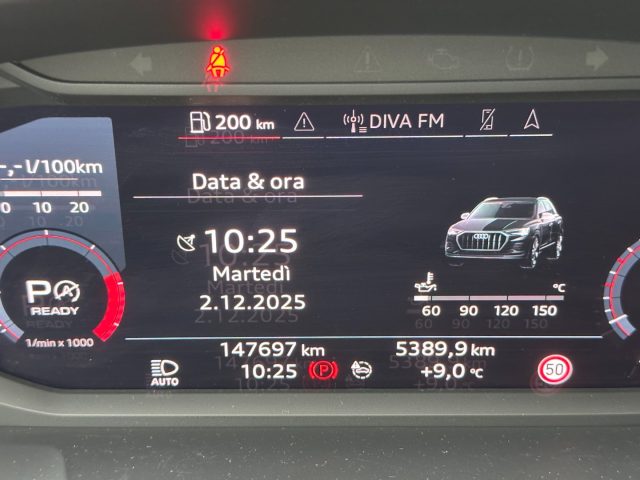 200 km
DIVA FM
-,- l/100km
0 10 20
Data & ora
10:25
Martedì
2.12.2025
P A
READY
1/min x 1000
°C
60 90 120 150
147697 km 5389,9 km
AUTO 10:25 P +9,0 °C 50